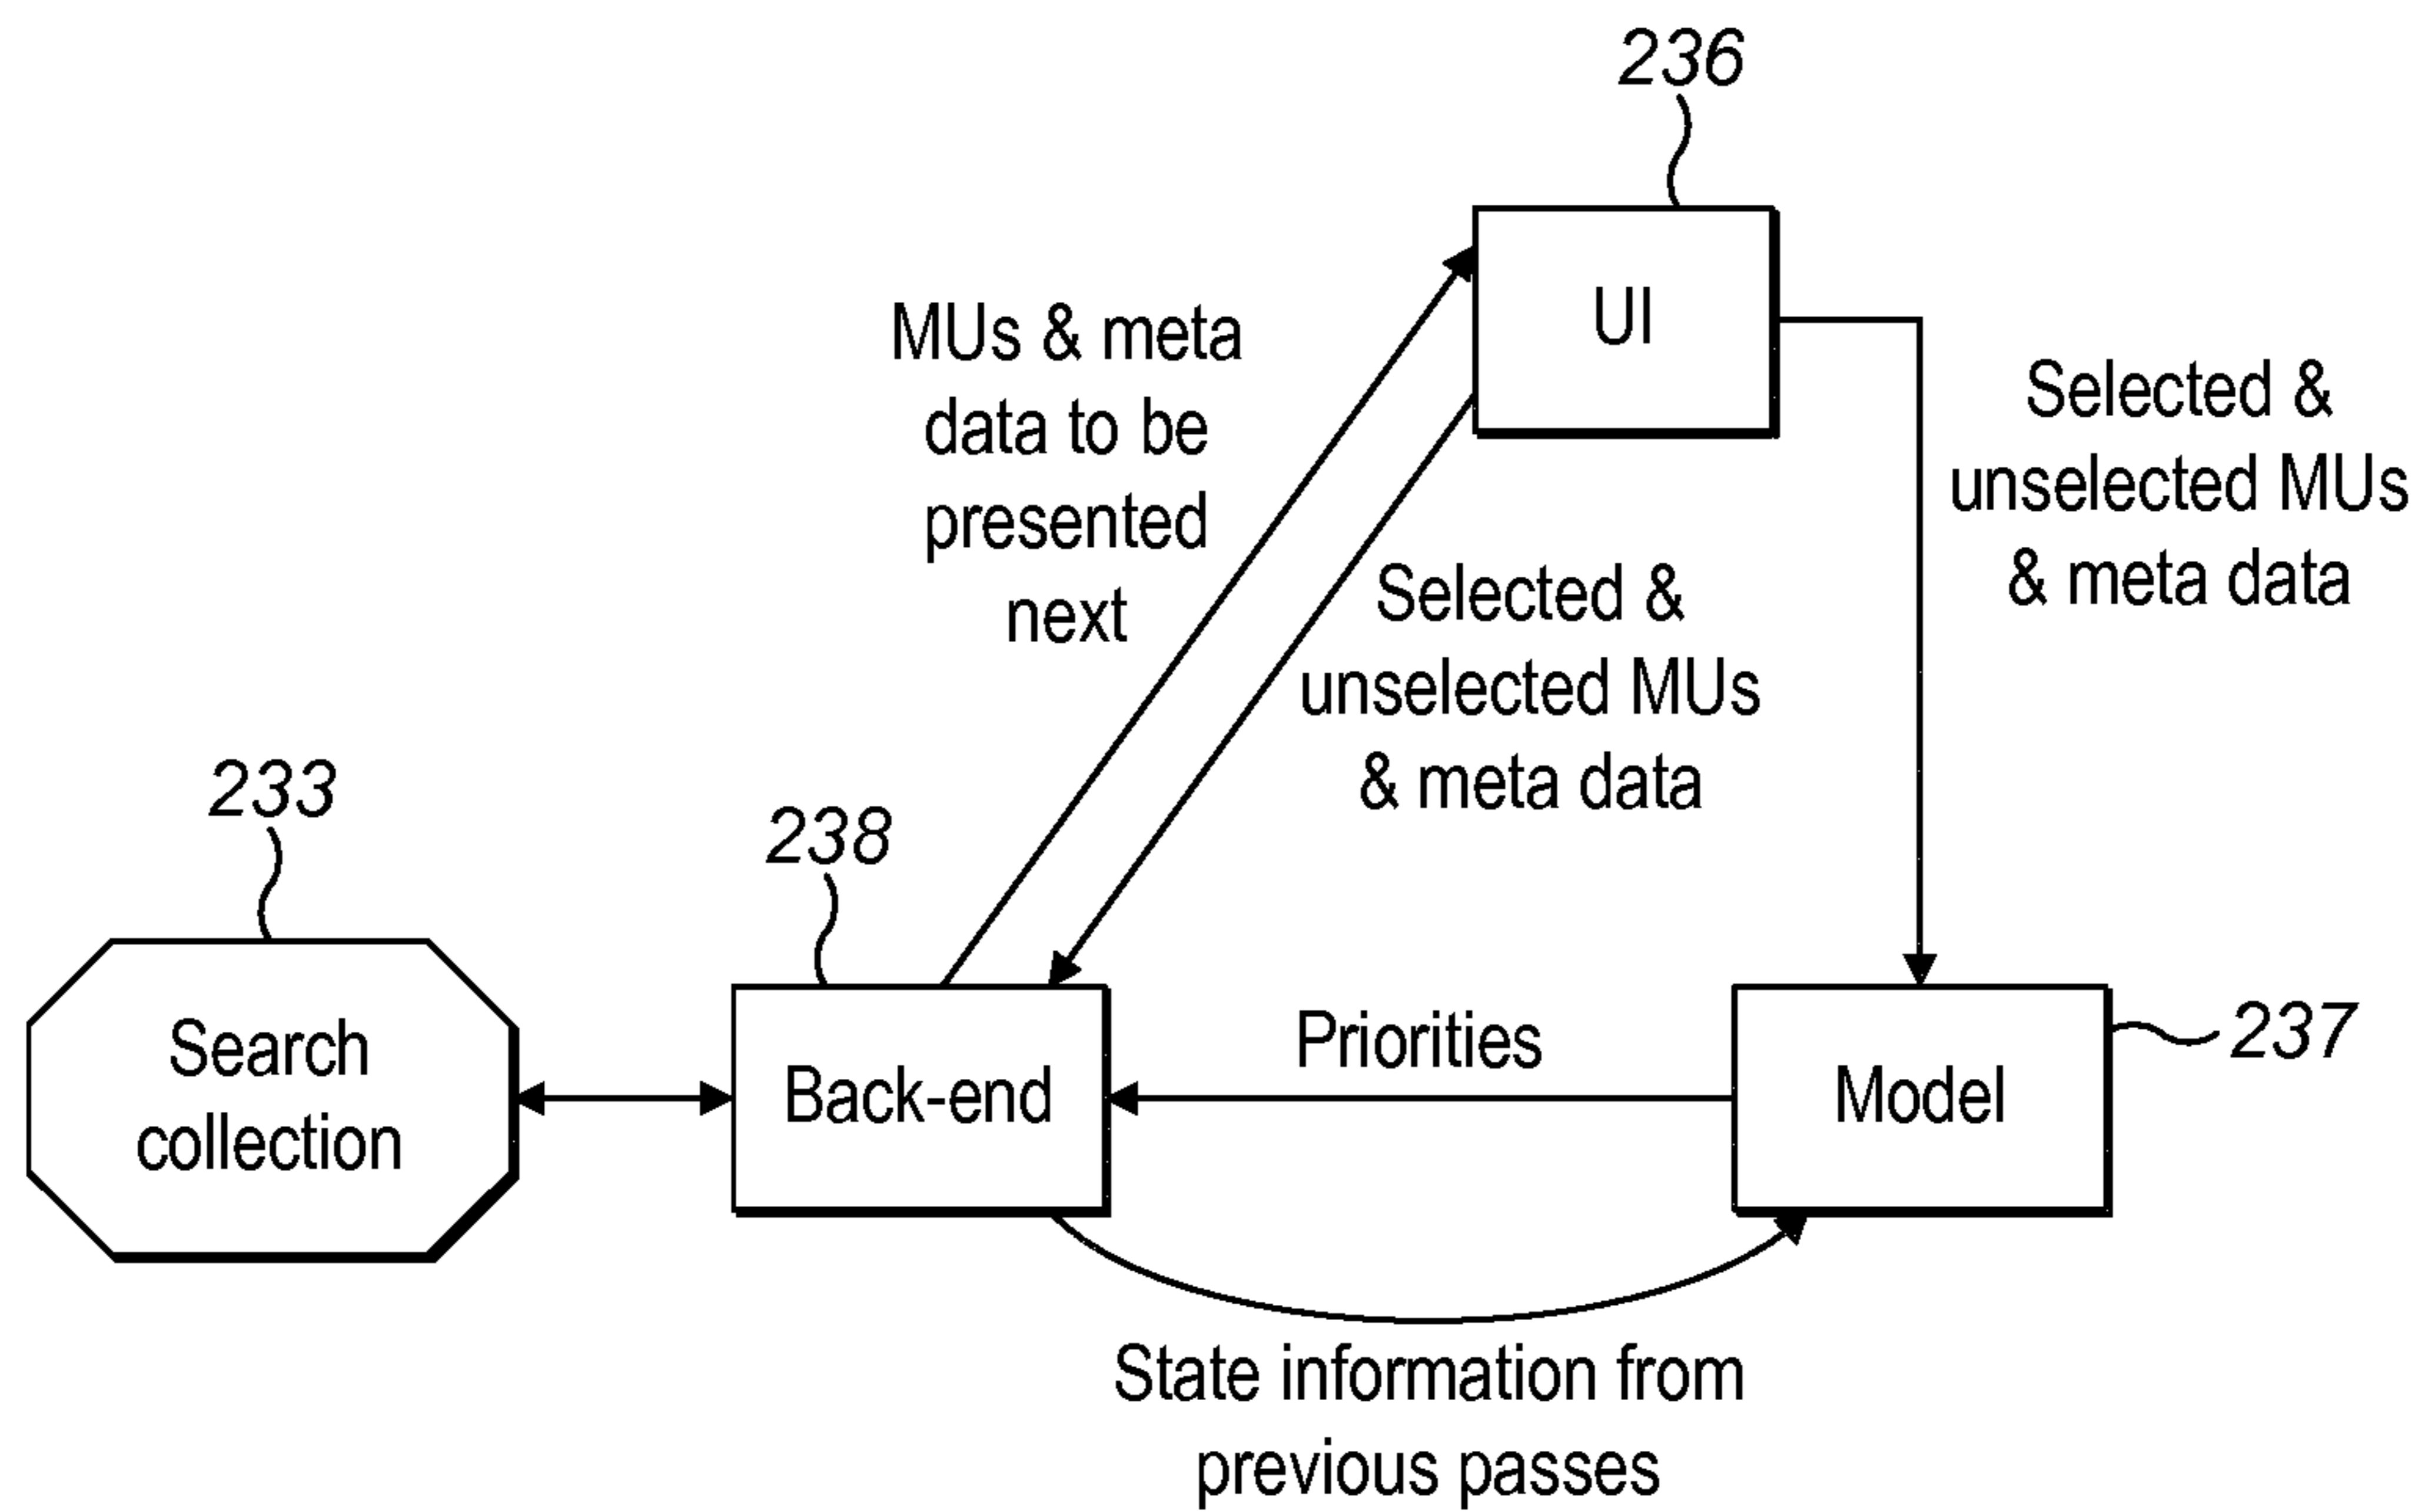 236
UI
MUs & meta
data to be
presented
next
Selected &
unselected MUs
& meta data
Selected &
unselected MUs
& meta data
233
238
Search
collection
Back-end
Priorities
Model
237
State information from
previous passes